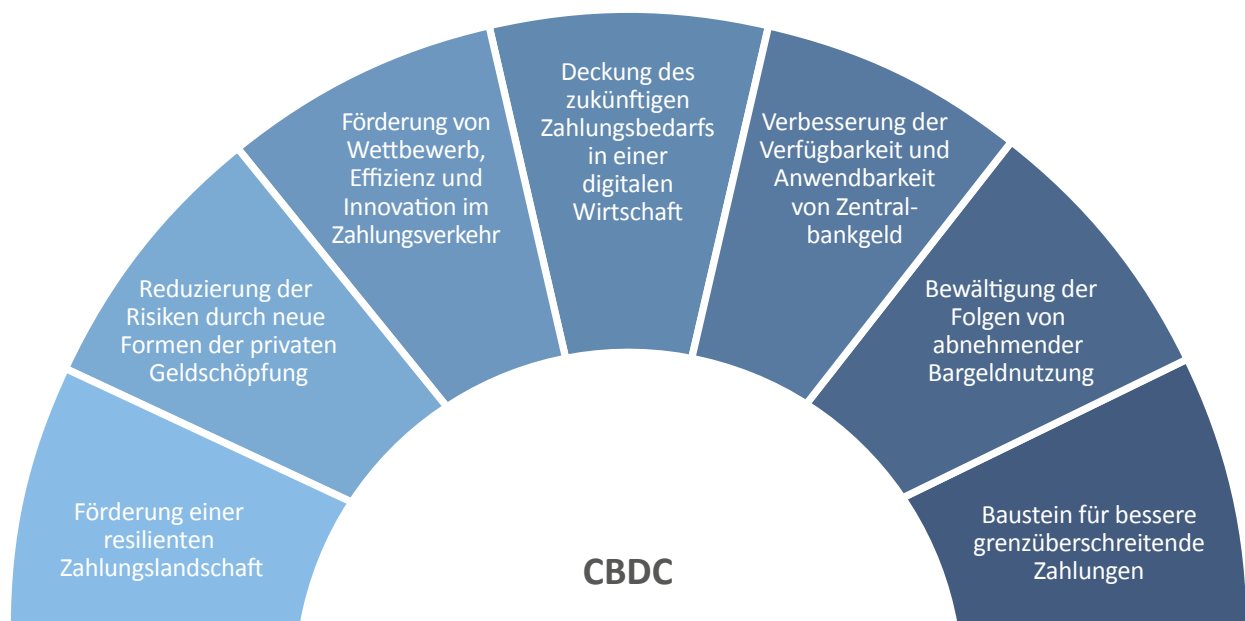 Förderung einer
resilienten
Zahlungslandschaft
Reduzierung der
Risiken durch neue
Formen der privaten
Geldschöpfung
Förderung von
Wettbewerb,
Effizienz und
Innovation im
Zahlungsverkehr
Deckung des
zukünftigen
Zahlungsbedarfs
in einer
digitalen
Wirtschaft
Verbesserung der
Verfügbarkeit und
Anwendbarkeit
von Zentral-
bankgeld
Bewältigung der
Folgen von
abnehmender
Bargeldnutzung
Baustein für bessere
grenzüberschreitende
Zahlungen
CBDC